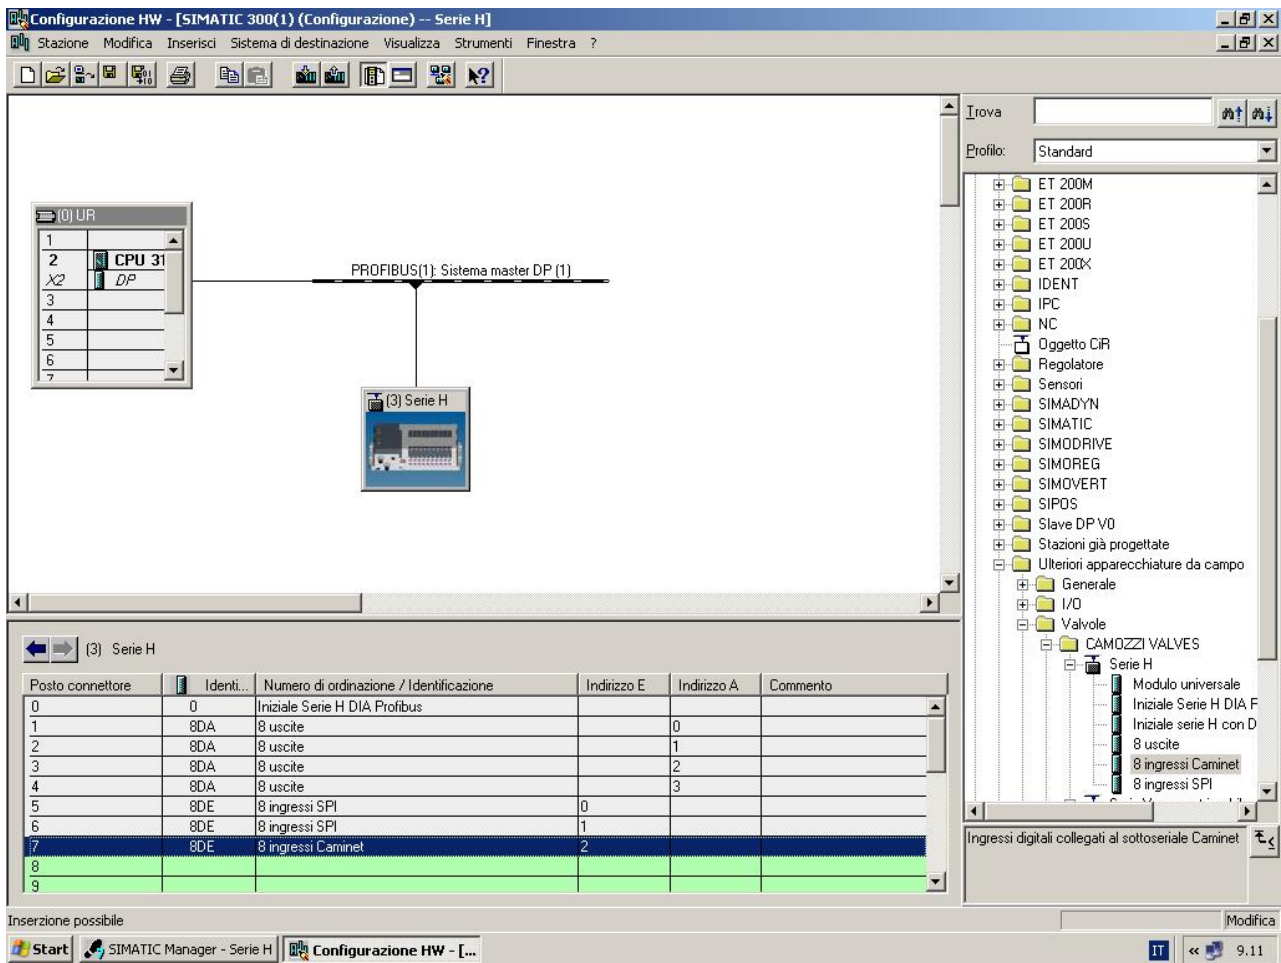 Configurazione HW - [SIMATIC 300(1) (Configurazione) -- Serie H]
Stazione Modifica Inserisci Sistema di destinazione Visualizza Strumenti Finestra ?
Trova
Profilo: Standard
(0) UR
1
2 CPU 31
X2 DP
3
4
5
6
7
PROFIBUS(1): Sistema master DP (1)
(3) Serie H
ET 200M
ET 200R
ET 200S
ET 200U
ET 200X
IDENT
IPC
NC
Oggetto CiR
Regolatore
Sensori
SIMADYN
SIMATIC
SIMODRIVE
SIMOREG
SIMOVERT
SIPOS
Slave DP V0
Stazioni già progettate
Ulteriori apparecchiature da campo
Generale
I/O
Valvole
CAMOZZI VALVES
Serie H
Modulo universale
Iniziale Serie H DIA F
Iniziale serie H con D
8 uscite
8 ingressi Caminet
8 ingressi SPI
Ingressi digitali collegati al sottoseriale Caminet
(3) Serie H
Posto connettore Identi... Numero di ordinazione / Identificazione Indirizzo E Indirizzo A Commento
0 0 Iniziale Serie H DIA Profibus
1 8DA 8 uscite 0
2 8DA 8 uscite 1
3 8DA 8 uscite 2
4 8DA 8 uscite 3
5 8DE 8 ingressi SPI 0
6 8DE 8 ingressi SPI 1
7 8DE 8 ingressi Caminet 2
8
9
Inserzione possibile
Modifica
Start SIMATIC Manager - Serie H Configurazione HW - [... IT « 9.11